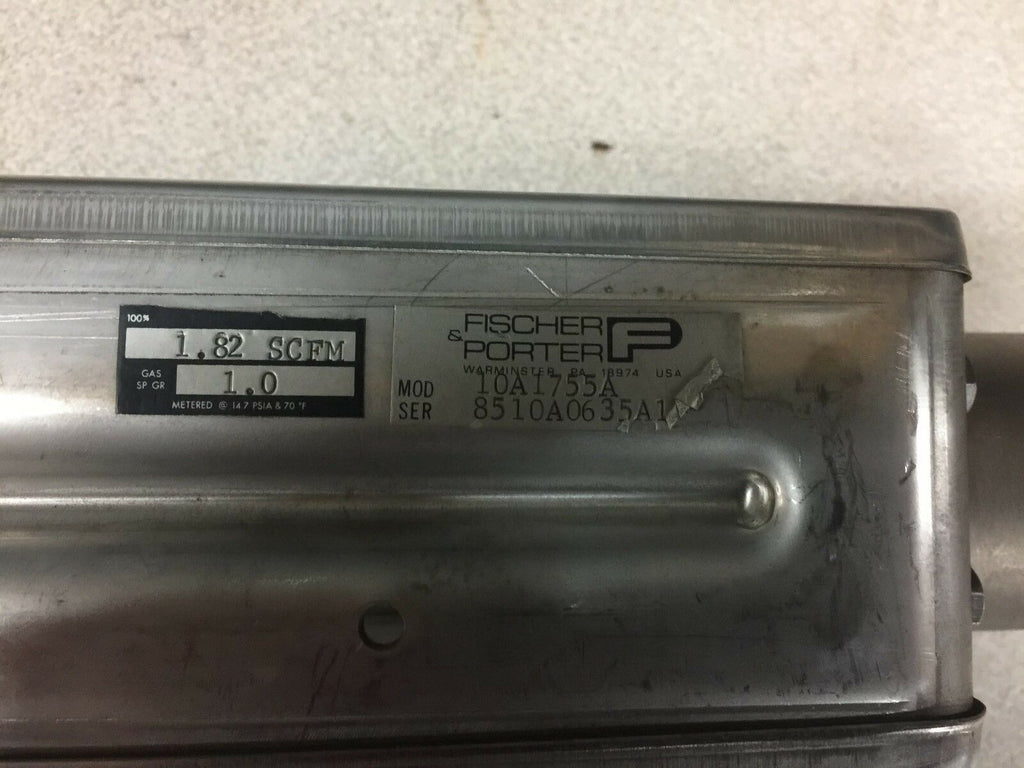 100%
1.82 SCFM
GAS
SP GR
1.0
METERED @ 14.7 PSIA & 70 °F
FISCHER
& PORTER
FP
WARMINSTER, PA. 18974 USA
MOD 10A1755A
SER 8510A0635A1